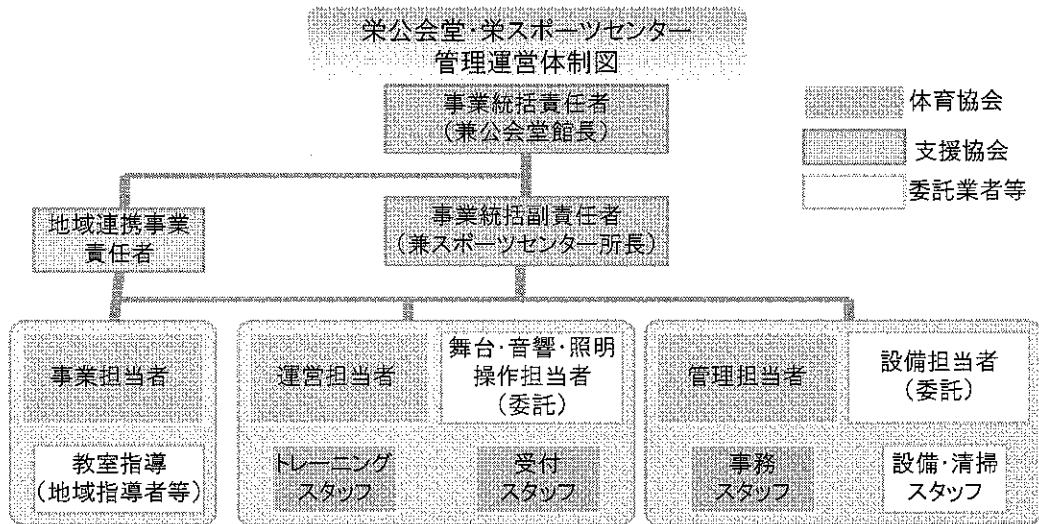 栄公会堂・栄スポーツセンター
管理運営体制図
事業統括責任者
(兼公会堂館長)
体育協会
支援協会
委託業者等
地域連携事業
責任者
事業統括副責任者
(兼スポーツセンター所長)
事業担当者
運営担当者
舞台・音響・照明
操作担当者
(委託)
管理担当者
設備担当者
(委託)
教室指導
(地域指導者等)
トレーニング
スタッフ
受付
スタッフ
事務
スタッフ
設備・清掃
スタッフ